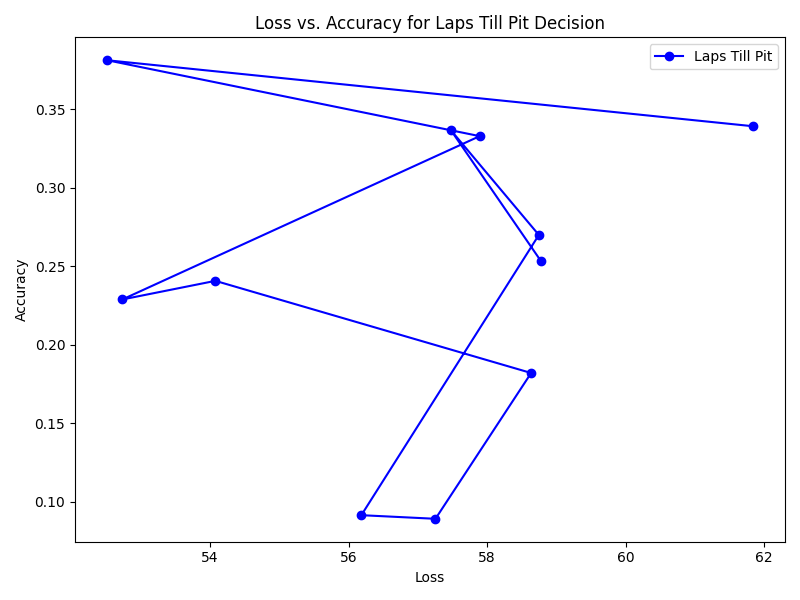 Loss vs. Accuracy for Laps Till Pit Decision
Laps Till Pit
0.35
0.30
0.25
0.20
0.15
0.10
Accuracy
54
56
58
60
62
Loss